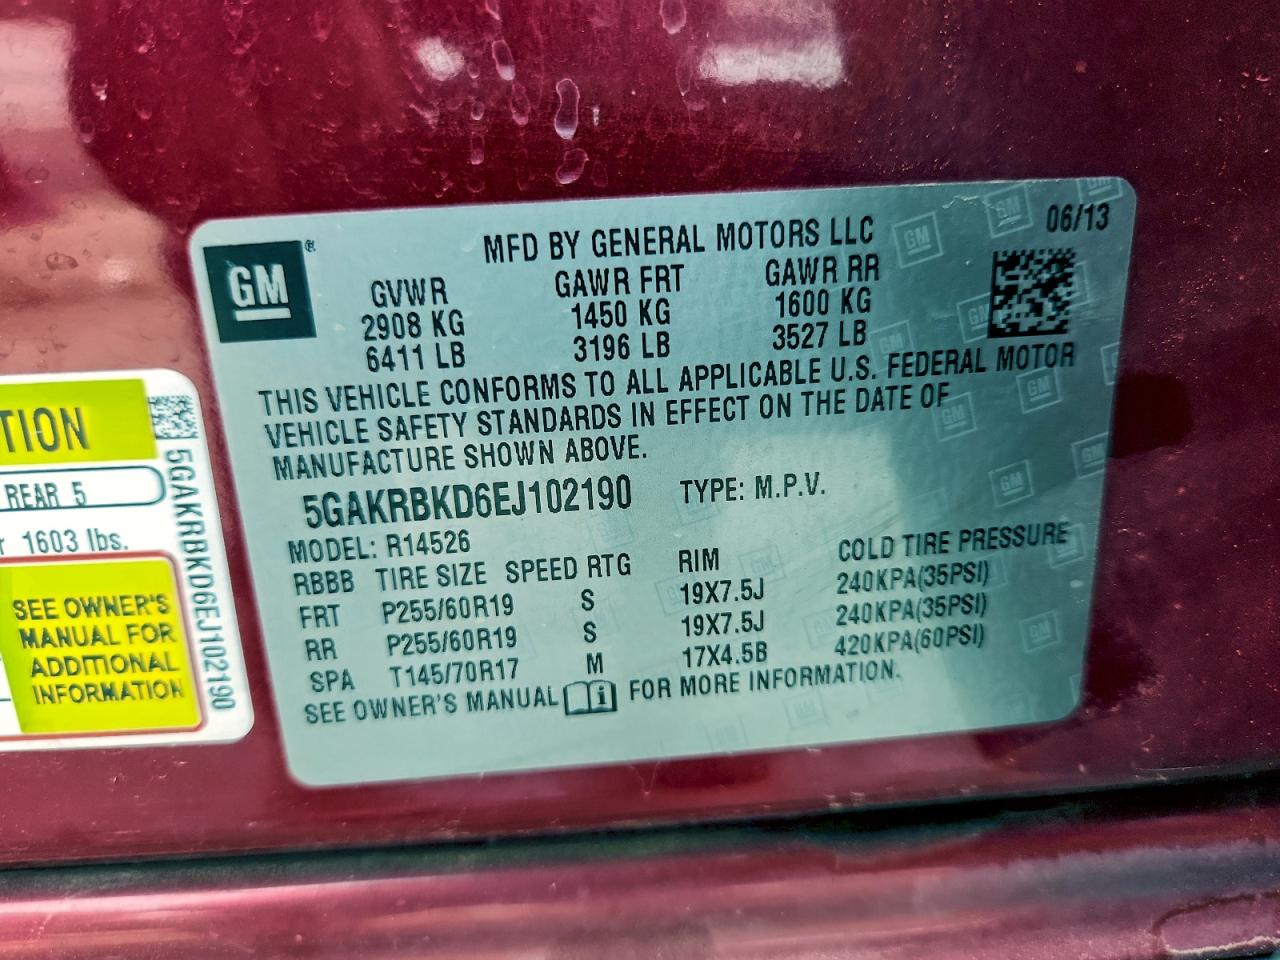 GM
®
MFD BY GENERAL MOTORS LLC
06/13
GVWR GAWR FRT GAWR RR
2908 KG 1450 KG 1600 KG
6411 LB 3196 LB 3527 LB
THIS VEHICLE CONFORMS TO ALL APPLICABLE U.S. FEDERAL MOTOR
VEHICLE SAFETY STANDARDS IN EFFECT ON THE DATE OF
MANUFACTURE SHOWN ABOVE.
5GAKRBKD6EJ102190 TYPE: M.P.V.
MODEL: R14526
RBBB TIRE SIZE SPEED RTG RIM COLD TIRE PRESSURE
FRT P255/60R19 S 19X7.5J 240KPA(35PSI)
RR P255/60R19 S 19X7.5J 240KPA(35PSI)
SPA T145/70R17 M 17X4.5B 420KPA(60PSI)
SEE OWNER'S MANUAL FOR MORE INFORMATION.
TION
REAR 5
r 1603 lbs.
SEE OWNER'S
MANUAL FOR
ADDITIONAL
INFORMATION
5GAKRBKD6EJ102190